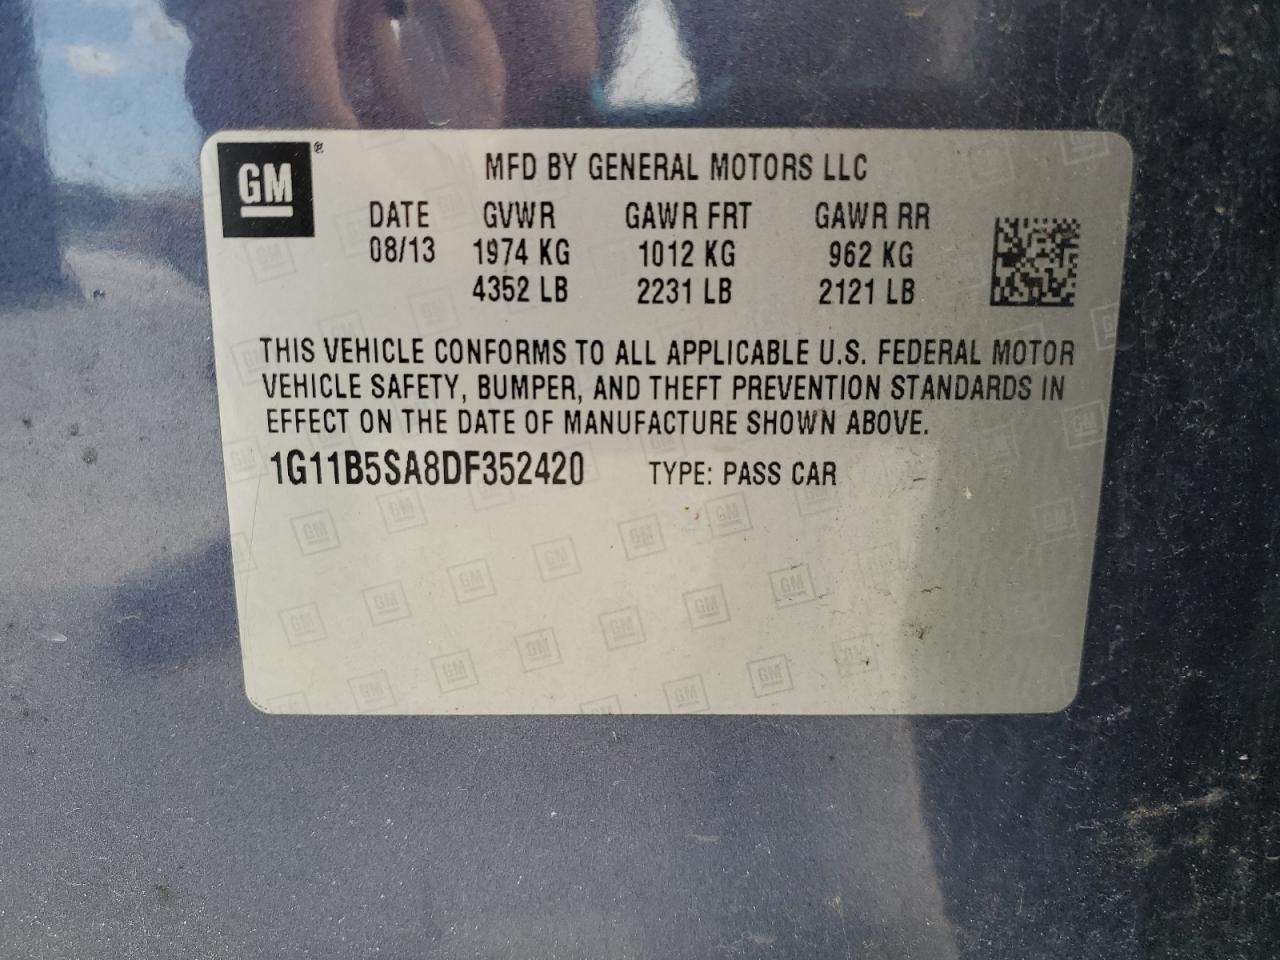 GM®
MFD BY GENERAL MOTORS LLC
DATE GVWR GAWR FRT GAWR RR
08/13 1974 KG 1012 KG 962 KG
4352 LB 2231 LB 2121 LB
THIS VEHICLE CONFORMS TO ALL APPLICABLE U.S. FEDERAL MOTOR
VEHICLE SAFETY, BUMPER, AND THEFT PREVENTION STANDARDS IN
EFFECT ON THE DATE OF MANUFACTURE SHOWN ABOVE.
1G11B5SA8DF352420 TYPE: PASS CAR